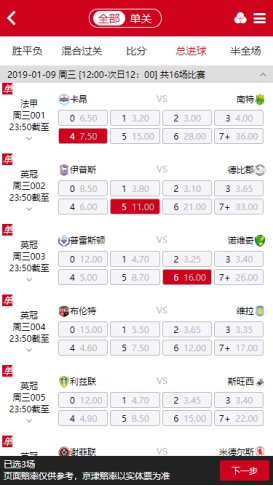 全部 单关
胜平负 混合过关 比分 总进球 半全场
2019-01-09 周三 [12:00-次日12: 00] 共16场比赛
单
法甲 周三001 23:50截至
卡昂 VS 南特
0 6.50 1 3.20 2 3.00 3 4.00
4 7.50 5 15.00 6 28.00 7+ 36.00
英冠 周三002 23:50截至
伊普斯 VS 德比郡
0 8.50 1 3.80 2 3.10 3 3.65
4 6.00 5 11.00 6 21.00 7+ 33.00
单
英冠 周三003 23:50截至
普雷斯顿 VS 诺维奇
0 12.00 1 4.70 2 3.25 3 3.40
4 5.00 5 8.70 6 16.00 7+ 26.00
单
英冠 周三004 23:50截至
布伦特 VS 维拉
0 15.00 1 5.50 2 3.65 3 3.35
4 4.60 5 7.50 6 12.00 7+ 17.00
单
英冠 周三005 23:50截至
利兹联 VS 斯旺西
0 12.00 1 4.70 2 3.45 3 3.35
4 4.90 5 8.50 6 15.00 7+ 22.00
单
英冠
谢菲联 VS 米德尔斯
已选3场
页面赔率仅供参考，京津赔率以实体票为准
下一步